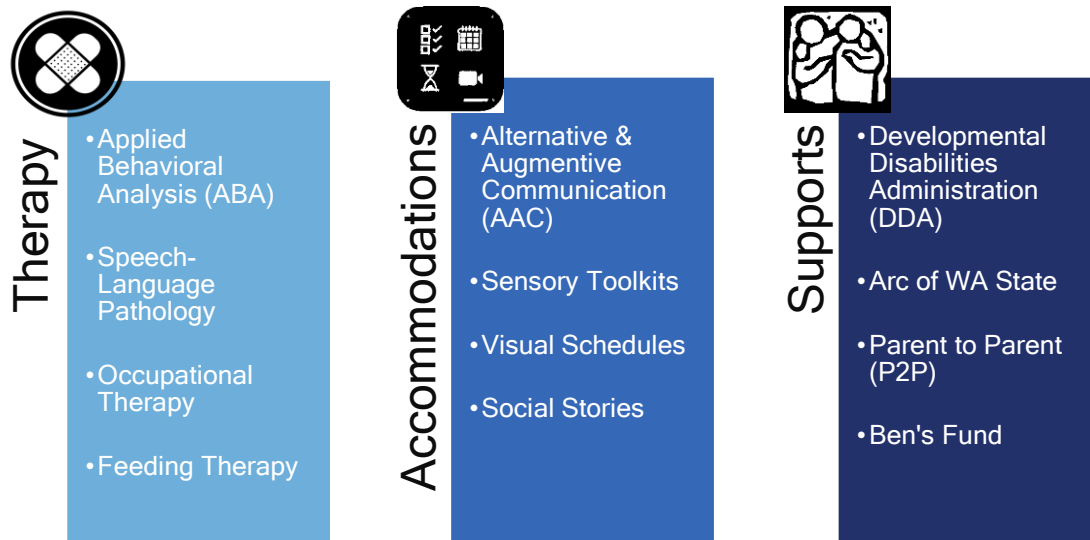 Therapy
•Applied
Behavioral
Analysis (ABA)
•Speech-
Language
Pathology
•Occupational
Therapy
•Feeding Therapy
Accommodations
•Alternative &
Augmentive
Communication
(AAC)
•Sensory Toolkits
•Visual Schedules
•Social Stories
Supports
•Developmental
Disabilities
Administration
(DDA)
•Arc of WA State
•Parent to Parent
(P2P)
•Ben's Fund